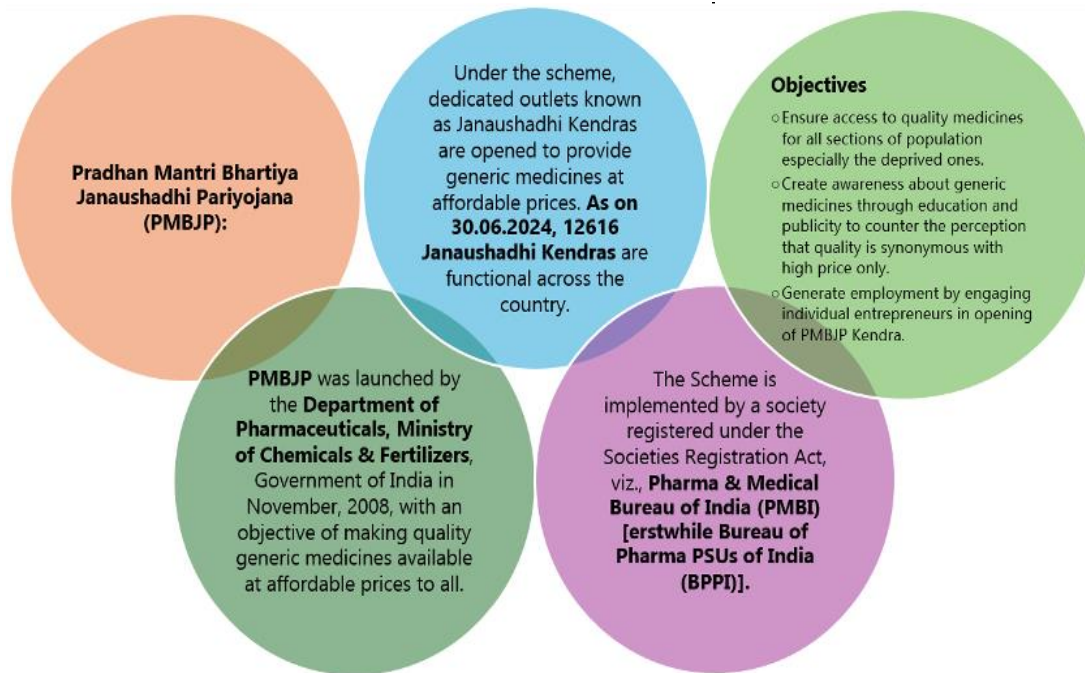 Pradhan Mantri Bhartiya
Janaushadhi Pariyojana
(PMBJP):
PMBJP was launched by
the Department of
Pharmaceuticals, Ministry
of Chemicals & Fertilizers,
Government of India in
November, 2008, with an
objective of making quality
generic medicines available
at affordable prices to all.
Under the scheme,
dedicated outlets known
as Janaushadhi Kendras
are opened to provide
generic medicines at
affordable prices. As on
30.06.2024, 12616
Janaushadhi Kendras are
functional across the
country.
The Scheme is
implemented by a society
registered under the
Societies Registration Act,
viz., Pharma & Medical
Bureau of India (PMBI)
[erstwhile Bureau of
Pharma PSUs of India
(BPPI)].
Objectives
○Ensure access to quality medicines
for all sections of population
especially the deprived ones.
○Create awareness about generic
medicines through education and
publicity to counter the perception
that quality is synonymous with
high price only.
○Generate employment by engaging
individual entrepreneurs in opening
of PMBJP Kendra.